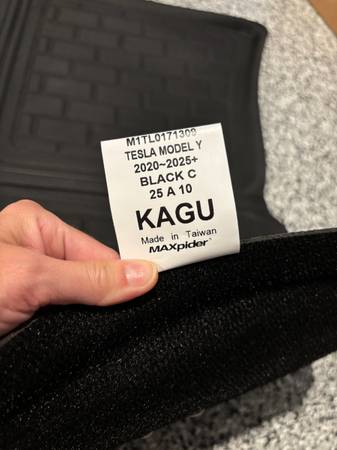 M1TL0171309
TESLA MODEL Y
2020~2025+
BLACK C
25 A 10
KAGU
Made in Taiwan
MAXpider®